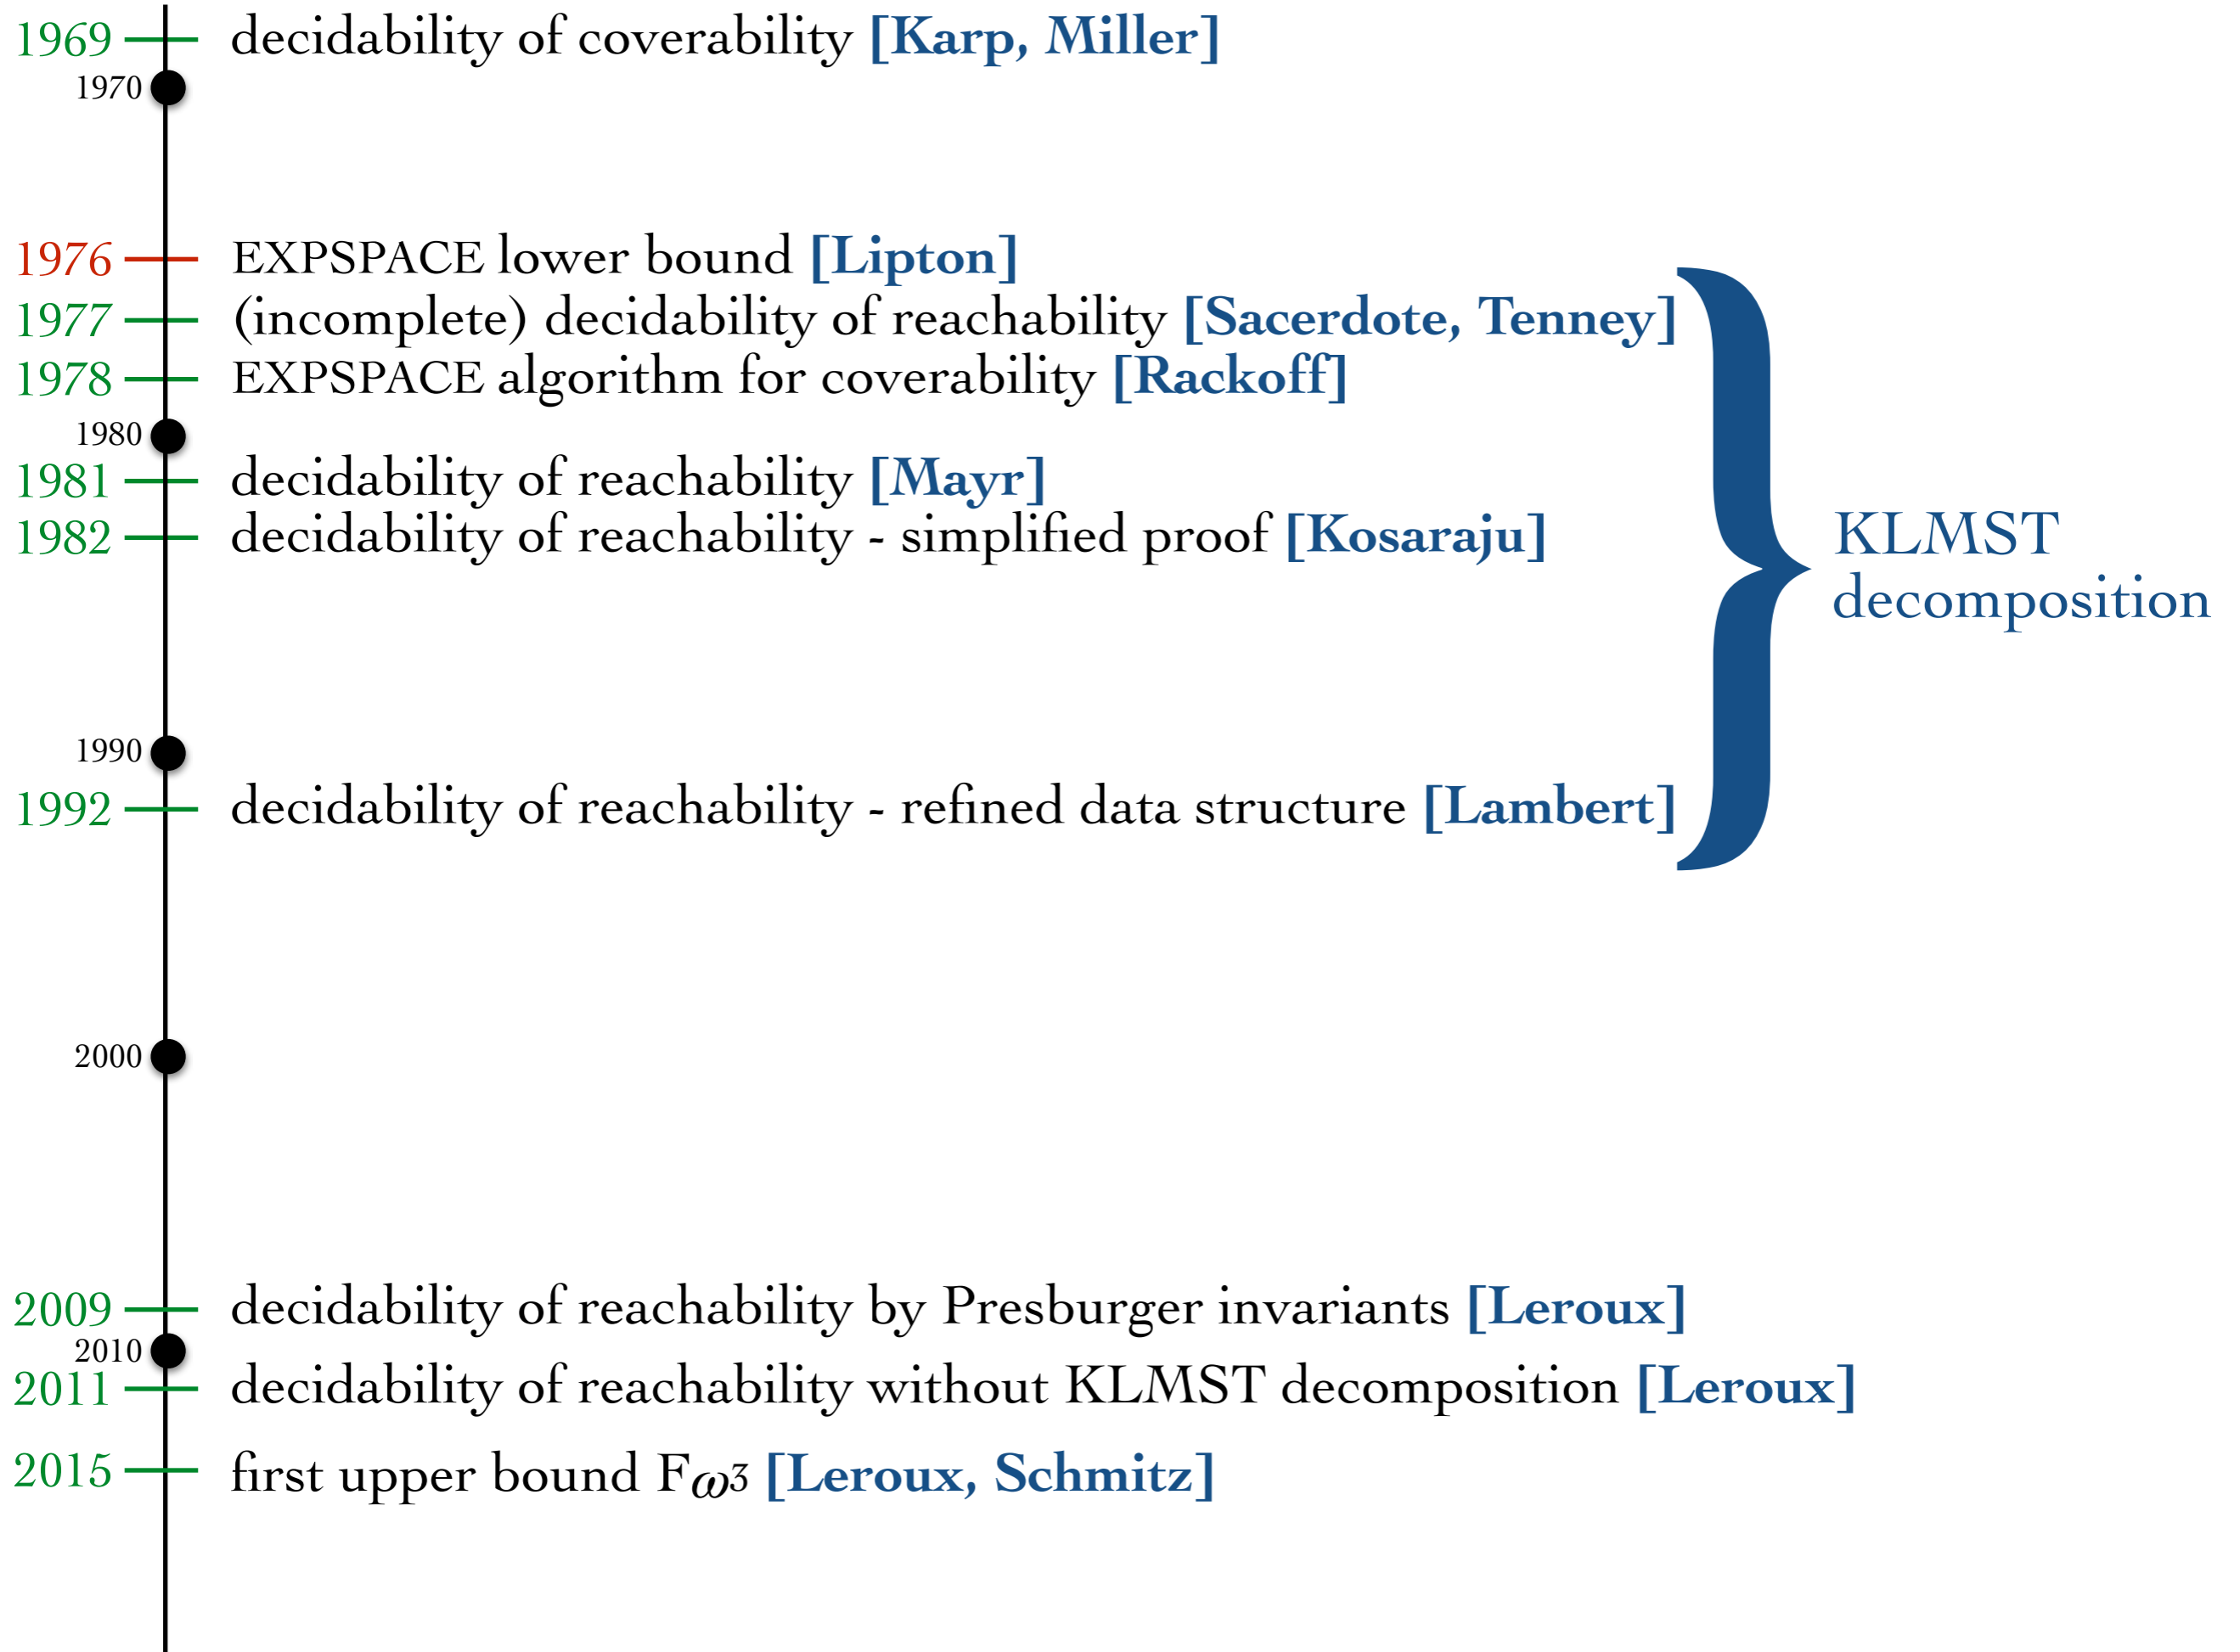 1969 decidability of coverability [Karp, Miller]
1970
1976 EXPSPACE lower bound [Lipton]
1977 (incomplete) decidability of reachability [Sacerdote, Tenney]
1978 EXPSPACE algorithm for coverability [Rackoff]
1980
1981 decidability of reachability [Mayr]
1982 decidability of reachability - simplified proof [Kosaraju]
KLMST
decomposition
1990
1992 decidability of reachability - refined data structure [Lambert]
2000
2009 decidability of reachability by Presburger invariants [Leroux]
2010
2011 decidability of reachability without KLMST decomposition [Leroux]
2015 first upper bound Fω3 [Leroux, Schmitz]